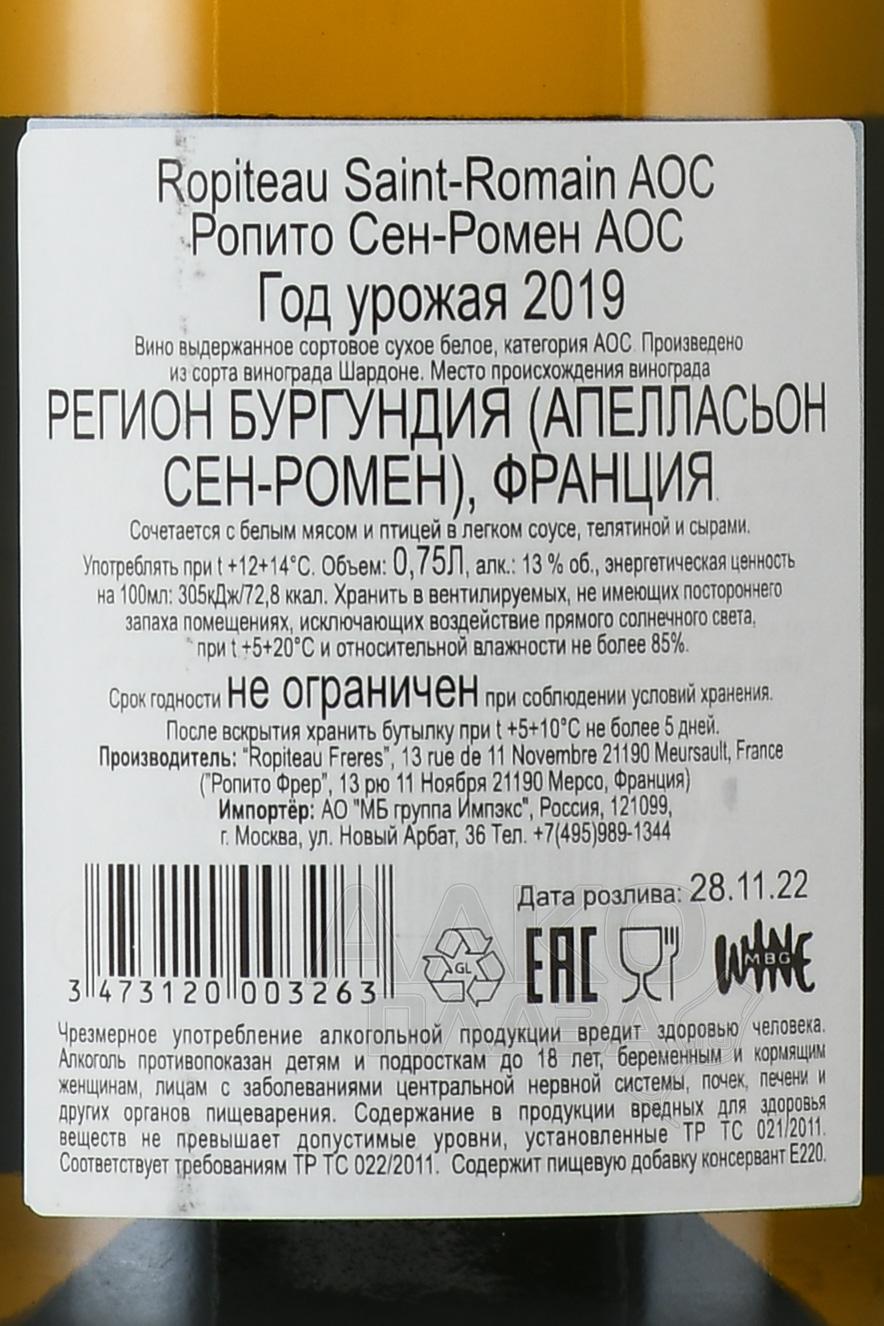 Ropiteau Saint-Romain AOC
Ропито Сен-Ромен АОС
Год урожая 2019
Вино выдержанное сортовое сухое белое, категория АОС. Произведено
из сорта винограда Шардоне. Место происхождения винограда
РЕГИОН БУРГУНДИЯ (АПЕЛЛАСЬОН
СЕН-РОМЕН), ФРАНЦИЯ.
Сочетается с белым мясом и птицей в легком соусе, телятиной и сырами.
Употреблять при t +12+14°С. Объем: 0,75Л, алк.: 13 % об., энергетическая ценность
на 100мл: 305кДж/72,8 ккал. Хранить в вентилируемых, не имеющих постороннего
запаха помещениях, исключающих воздействие прямого солнечного света,
при t +5+20°С и относительной влажности не более 85%.
Срок годности не ограничен при соблюдении условий хранения.
После вскрытия хранить бутылку при t +5+10°С не более 5 дней.
Производитель: "Ropiteau Freres", 13 rue de 11 Novembre 21190 Meursault, France
("Ропито Фрер", 13 рю 11 Ноября 21190 Мерсо, Франция)
Импортёр: АО "МБ группа Импэкс", Россия, 121099,
г. Москва, ул. Новый Арбат, 36 Тел. +7(495)989-1344
Дата розлива: 28.11.22
3 473120 003263
GL
EAC
WINE
MBG
ААКО
ПЛАЗА
Чрезмерное употребление алкогольной продукции вредит здоровью человека.
Алкоголь противопоказан детям и подросткам до 18 лет, беременным и кормящим
женщинам, лицам с заболеваниями центральной нервной системы, почек, печени и
других органов пищеварения. Содержание в продукции вредных для здоровья
веществ не превышает допустимые уровни, установленные ТР ТС 021/2011.
Соответствует требованиям ТР ТС 022/2011. Содержит пищевую добавку консервант Е220.